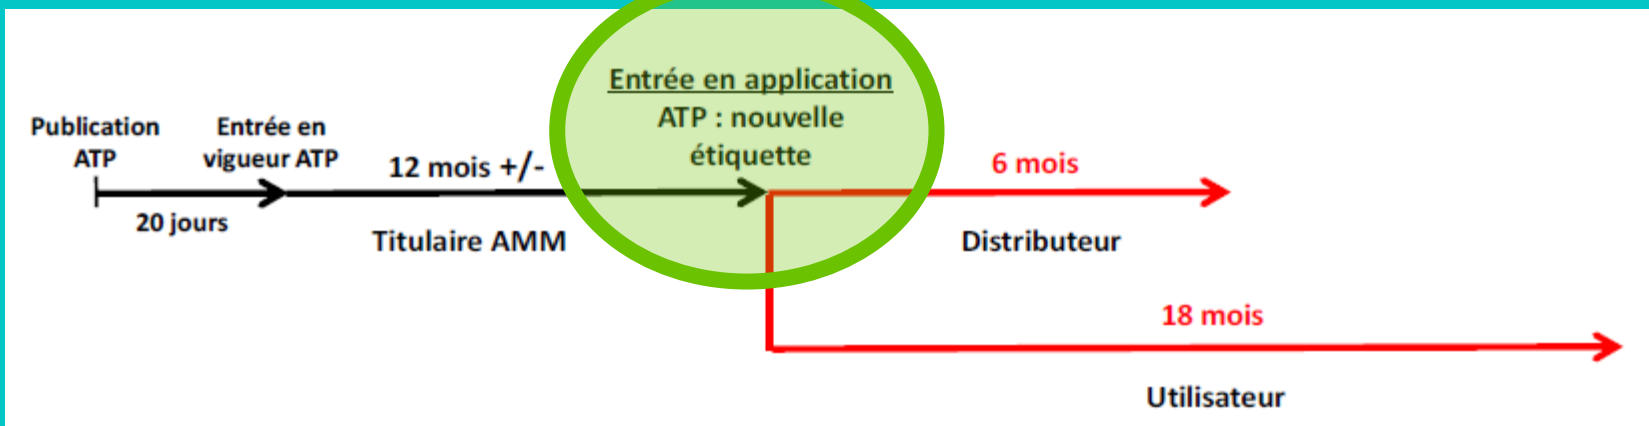 Publication
ATP
20 jours
Entrée en
vigueur ATP
12 mois +/-
Titulaire AMM
Entrée en application
ATP : nouvelle
étiquette
6 mois
Distributeur
18 mois
Utilisateur